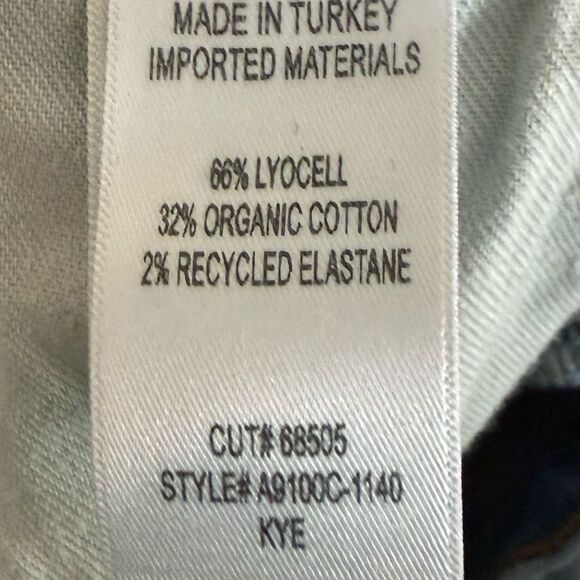 MADE IN TURKEY
IMPORTED MATERIALS
66% LYOCELL
32% ORGANIC COTTON
2% RECYCLED ELASTANE
CUT# 68505
STYLE# A9100C-1140
KYE